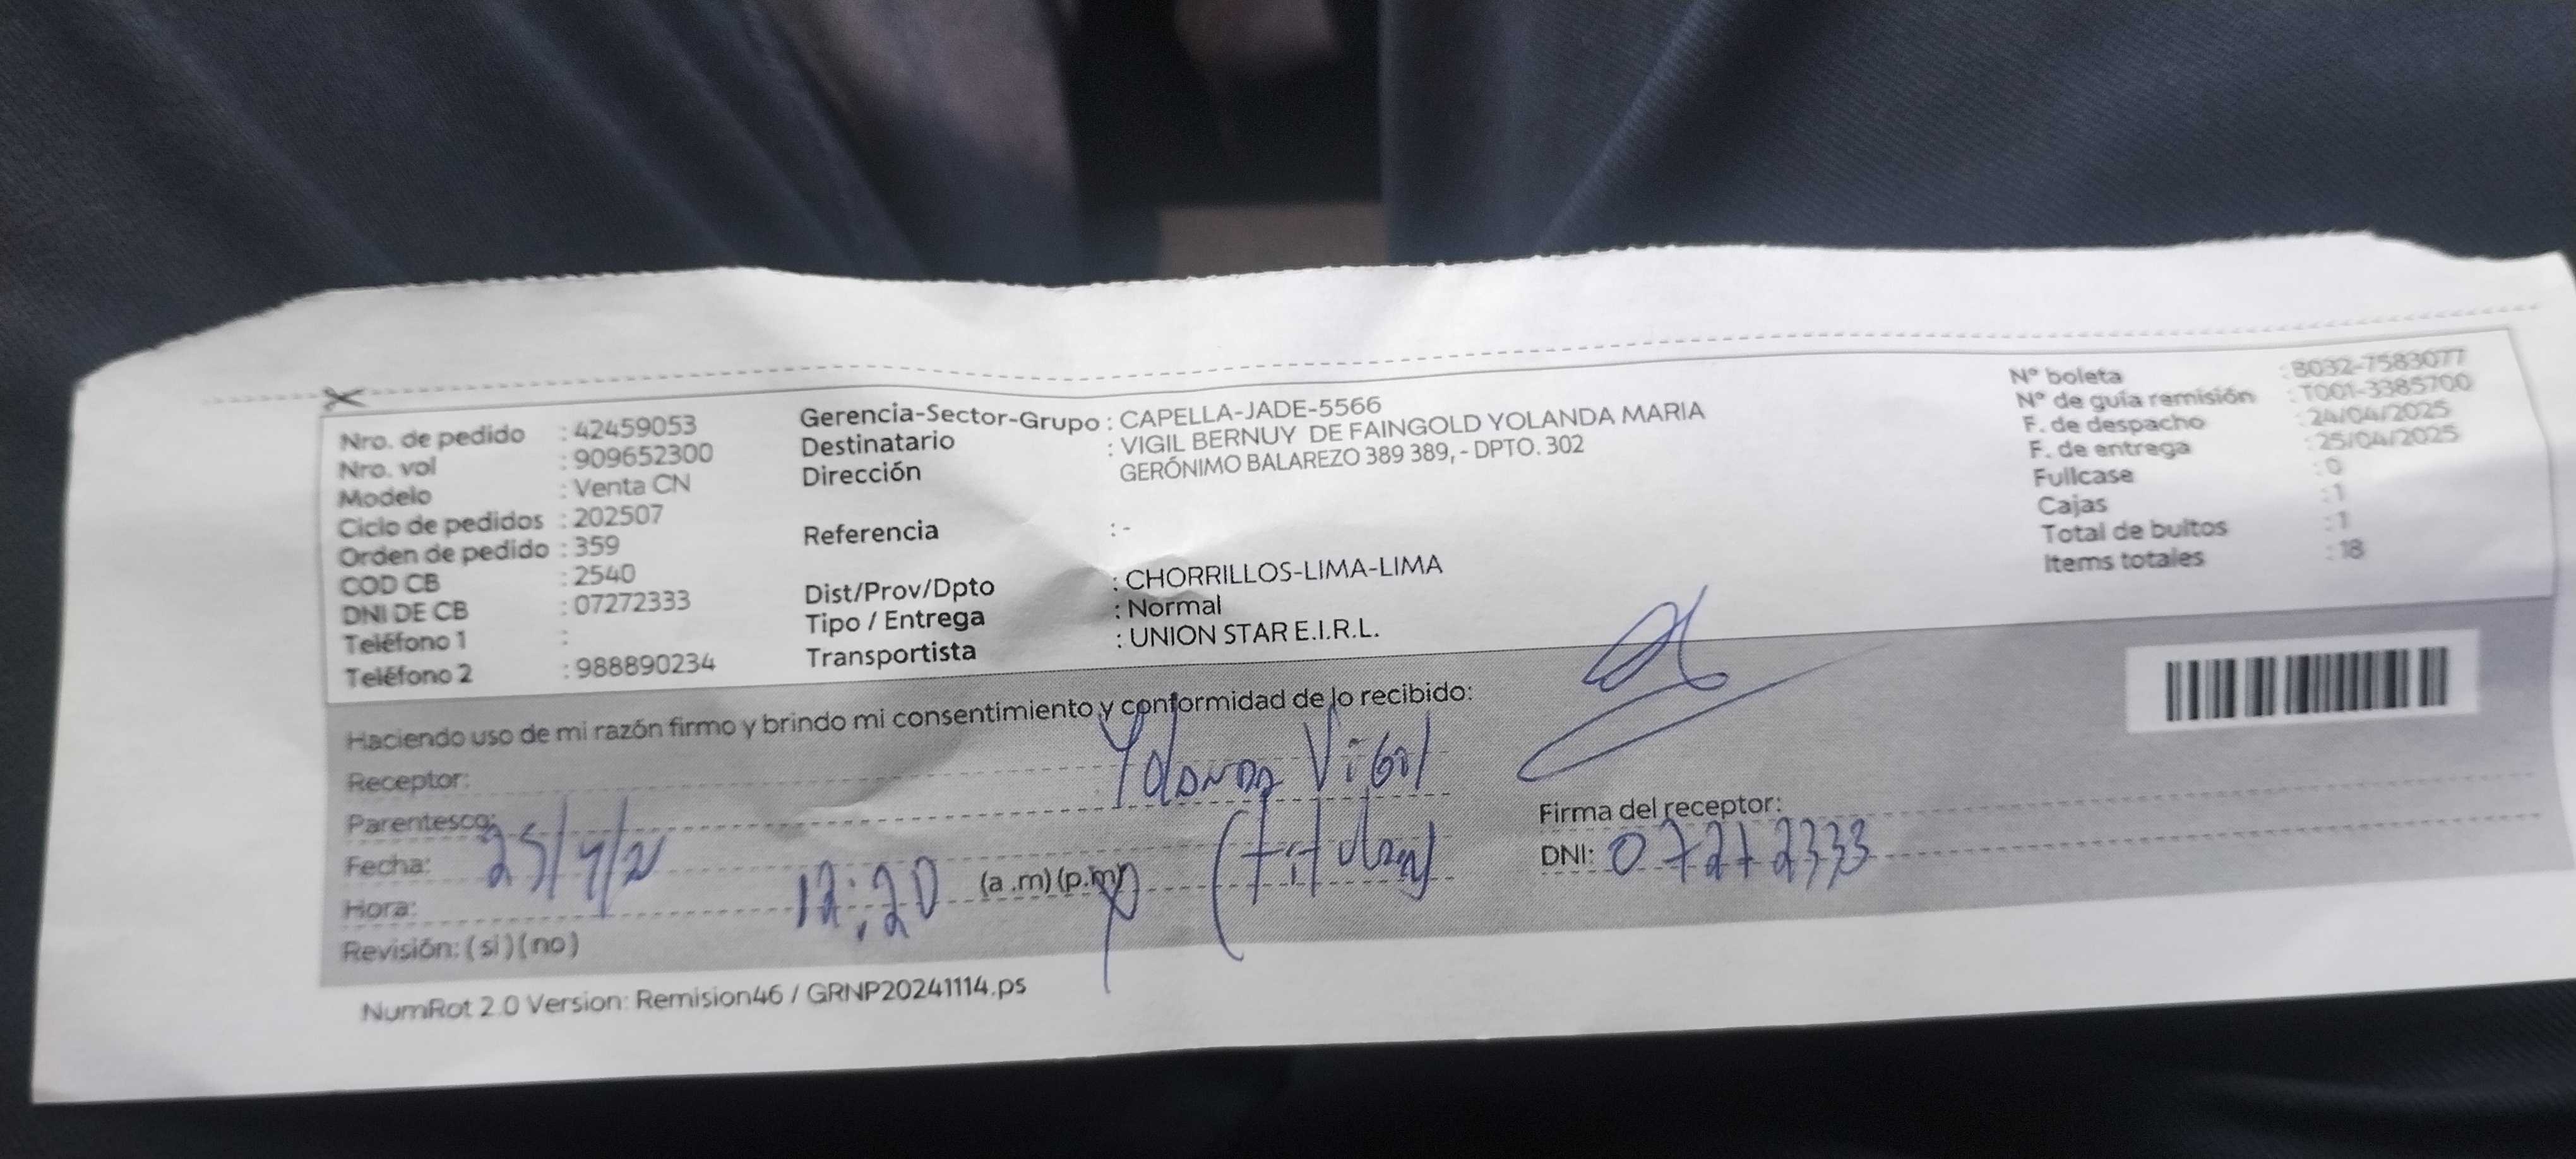 Nro. de pedido : 42459053
Nro. vol : 909652300
Modelo : Venta CN
Ciclo de pedidos : 202507
Orden de pedido : 359
COD CB : 2540
DNI DE CB : 07272333
Teléfono 1 :
Teléfono 2 : 988890234
Gerencia-Sector-Grupo : CAPELLA-JADE-5566
Destinatario : VIGIL BERNUY DE FAINGOLD YOLANDA MARIA
Dirección GERÓNIMO BALAREZO 389 389, - DPTO. 302
Referencia : -
Dist/Prov/Dpto : CHORRILLOS-LIMA-LIMA
Tipo / Entrega : Normal
Transportista : UNION STAR E.I.R.L.
N° boleta : B032-7583077
N° de guía remisión : T001-3385700
F. de despacho : 24/04/2025
F. de entrega : 25/04/2025
Fullcase : 0
Cajas : 1
Total de bultos : 1
Items totales : 18
Haciendo uso de mi razón firmo y brindo mi consentimiento y conformidad de lo recibido:
Receptor: Yolanda Vigil
Parentesco: (titular)
Fecha:
Hora: 12:20 (a .m) (p.m)
Revisión: ( si ) ( no )
Firma del receptor:
DNI: 07272333
NumRot 2.0 Version: Remision46 / GRNP20241114.ps